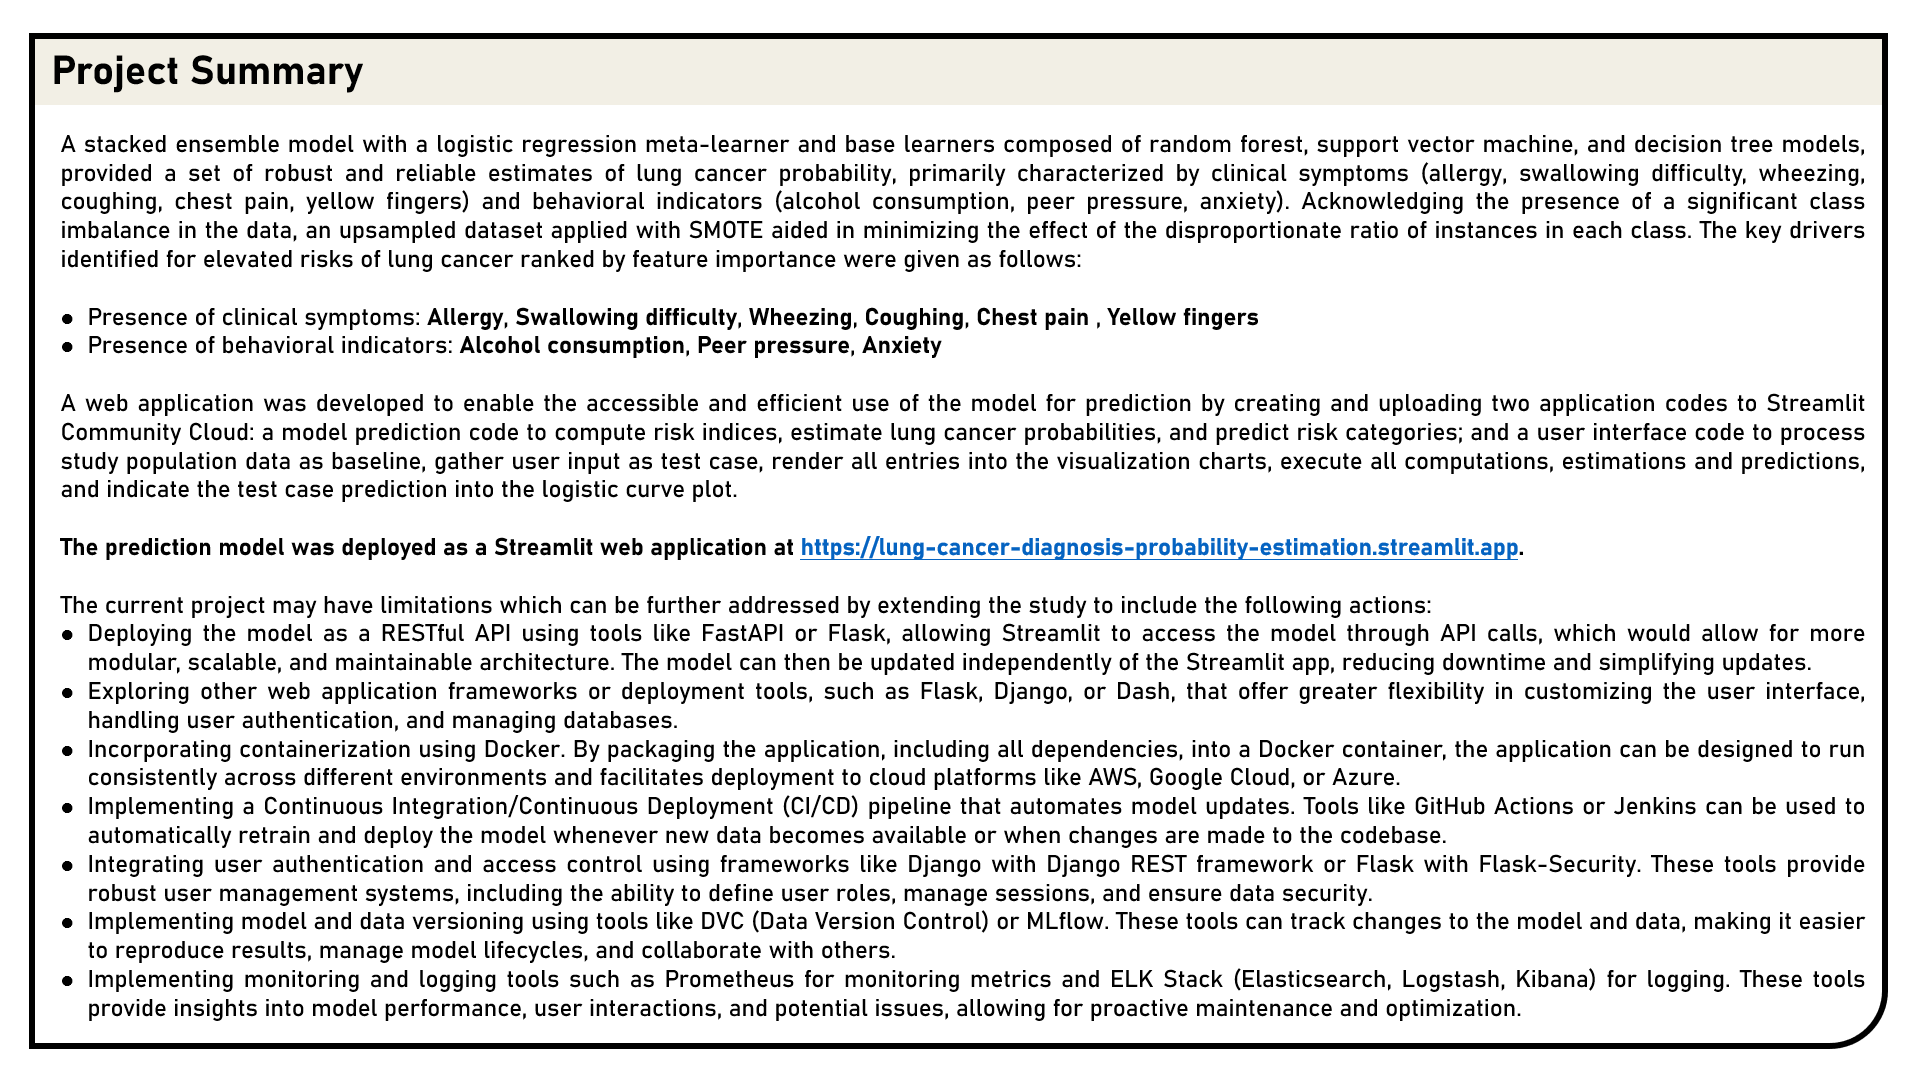 Project Summary
A stacked ensemble model with a logistic regression meta-learner and base learners composed of random forest, support vector machine, and decision tree models,
provided a set of robust and reliable estimates of lung cancer probability, primarily characterized by clinical symptoms (allergy, swallowing difficulty, wheezing,
coughing, chest pain, yellow fingers) and behavioral indicators (alcohol consumption, peer pressure, anxiety). Acknowledging the presence of a significant class
imbalance in the data, an upsampled dataset applied with SMOTE aided in minimizing the effect of the disproportionate ratio of instances in each class. The key drivers
identified for elevated risks of lung cancer ranked by feature importance were given as follows:
● Presence of clinical symptoms: Allergy, Swallowing difficulty, Wheezing, Coughing, Chest pain , Yellow fingers
● Presence of behavioral indicators: Alcohol consumption, Peer pressure, Anxiety
A web application was developed to enable the accessible and efficient use of the model for prediction by creating and uploading two application codes to Streamlit
Community Cloud: a model prediction code to compute risk indices, estimate lung cancer probabilities, and predict risk categories; and a user interface code to process
study population data as baseline, gather user input as test case, render all entries into the visualization charts, execute all computations, estimations and predictions,
and indicate the test case prediction into the logistic curve plot.
The prediction model was deployed as a Streamlit web application at https://lung-cancer-diagnosis-probability-estimation.streamlit.app.
The current project may have limitations which can be further addressed by extending the study to include the following actions:
● Deploying the model as a RESTful API using tools like FastAPI or Flask, allowing Streamlit to access the model through API calls, which would allow for more
modular, scalable, and maintainable architecture. The model can then be updated independently of the Streamlit app, reducing downtime and simplifying updates.
● Exploring other web application frameworks or deployment tools, such as Flask, Django, or Dash, that offer greater flexibility in customizing the user interface,
handling user authentication, and managing databases.
● Incorporating containerization using Docker. By packaging the application, including all dependencies, into a Docker container, the application can be designed to run
consistently across different environments and facilitates deployment to cloud platforms like AWS, Google Cloud, or Azure.
● Implementing a Continuous Integration/Continuous Deployment (CI/CD) pipeline that automates model updates. Tools like GitHub Actions or Jenkins can be used to
automatically retrain and deploy the model whenever new data becomes available or when changes are made to the codebase.
● Integrating user authentication and access control using frameworks like Django with Django REST framework or Flask with Flask-Security. These tools provide
robust user management systems, including the ability to define user roles, manage sessions, and ensure data security.
● Implementing model and data versioning using tools like DVC (Data Version Control) or MLflow. These tools can track changes to the model and data, making it easier
to reproduce results, manage model lifecycles, and collaborate with others.
● Implementing monitoring and logging tools such as Prometheus for monitoring metrics and ELK Stack (Elasticsearch, Logstash, Kibana) for logging. These tools
provide insights into model performance, user interactions, and potential issues, allowing for proactive maintenance and optimization.